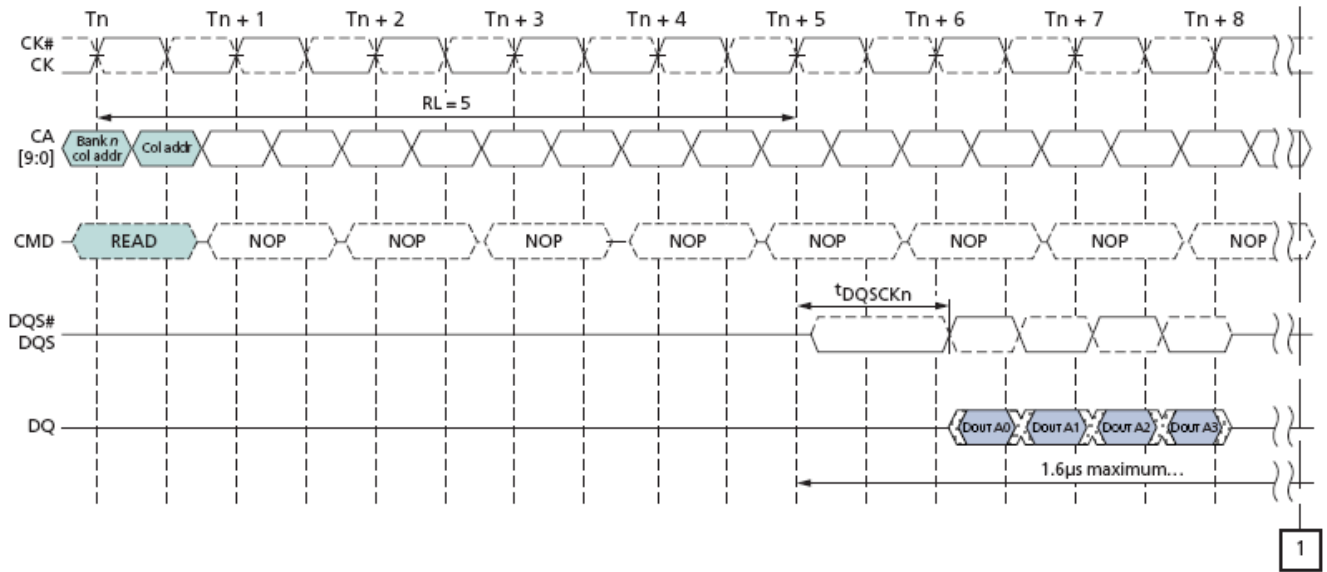 Tn Tn + 1 Tn + 2 Tn + 3 Tn + 4 Tn + 5 Tn + 6 Tn + 7 Tn + 8
CK#
CK
RL = 5
CA
[9:0]
Bank n
col addr
Col addr
CMD READ NOP NOP NOP NOP NOP NOP NOP NOP
tDQSCKn
DQS#
DQS
DQ DOUT A0 DOUT A1 DOUT A2 DOUT A3
1.6µs maximum…
1